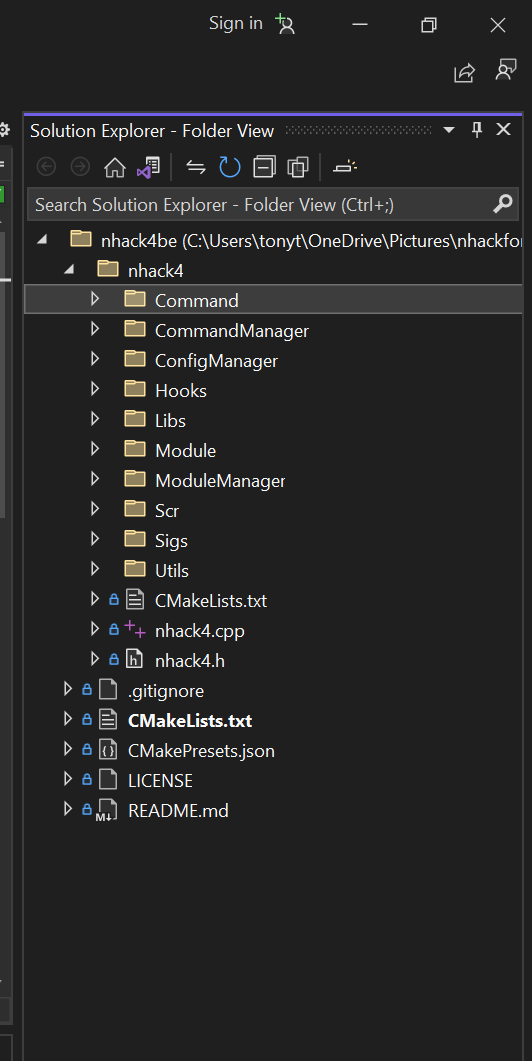 Sign in
Solution Explorer - Folder View
Search Solution Explorer - Folder View (Ctrl+;)
nhack4be (C:\Users\tonyt\OneDrive\Pictures\nhackfor
nhack4
Command
CommandManager
ConfigManager
Hooks
Libs
Module
ModuleManager
Scr
Sigs
Utils
CMakeLists.txt
nhack4.cpp
nhack4.h
.gitignore
CMakeLists.txt
CMakePresets.json
LICENSE
README.md